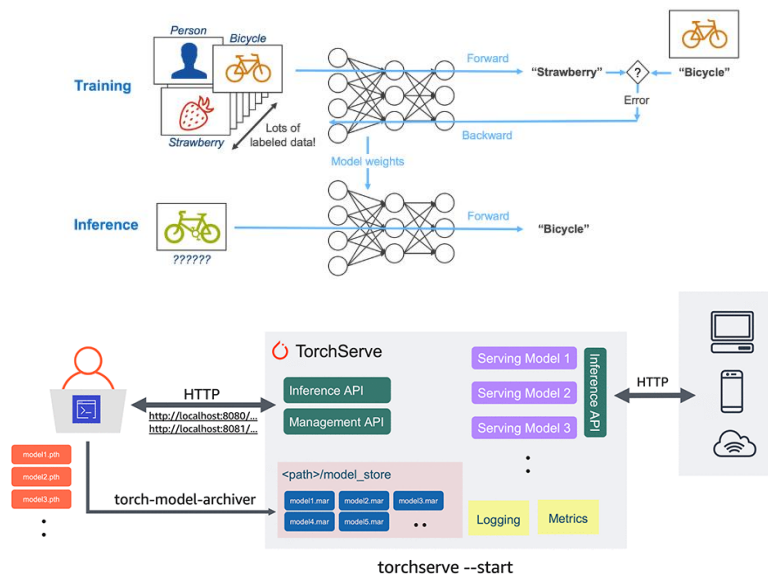 Person
Bicycle
Training
Strawberry
Lots of
labeled data!
Forward
"Strawberry"
?
"Bicycle"
Error
Backward
Model weights
Inference
??????
Forward
"Bicycle"
TorchServe
HTTP
http://localhost:8080/...
http://localhost:8081/...
Inference API
Management API
Serving Model 1
Serving Model 2
Serving Model 3
Inference API
HTTP
model1.pth
model2.pth
model3.pth
torch-model-archiver
<path>/model_store
model1.mar model2.mar model3.mar
model4.mar model5.mar
Logging
Metrics
torchserve --start